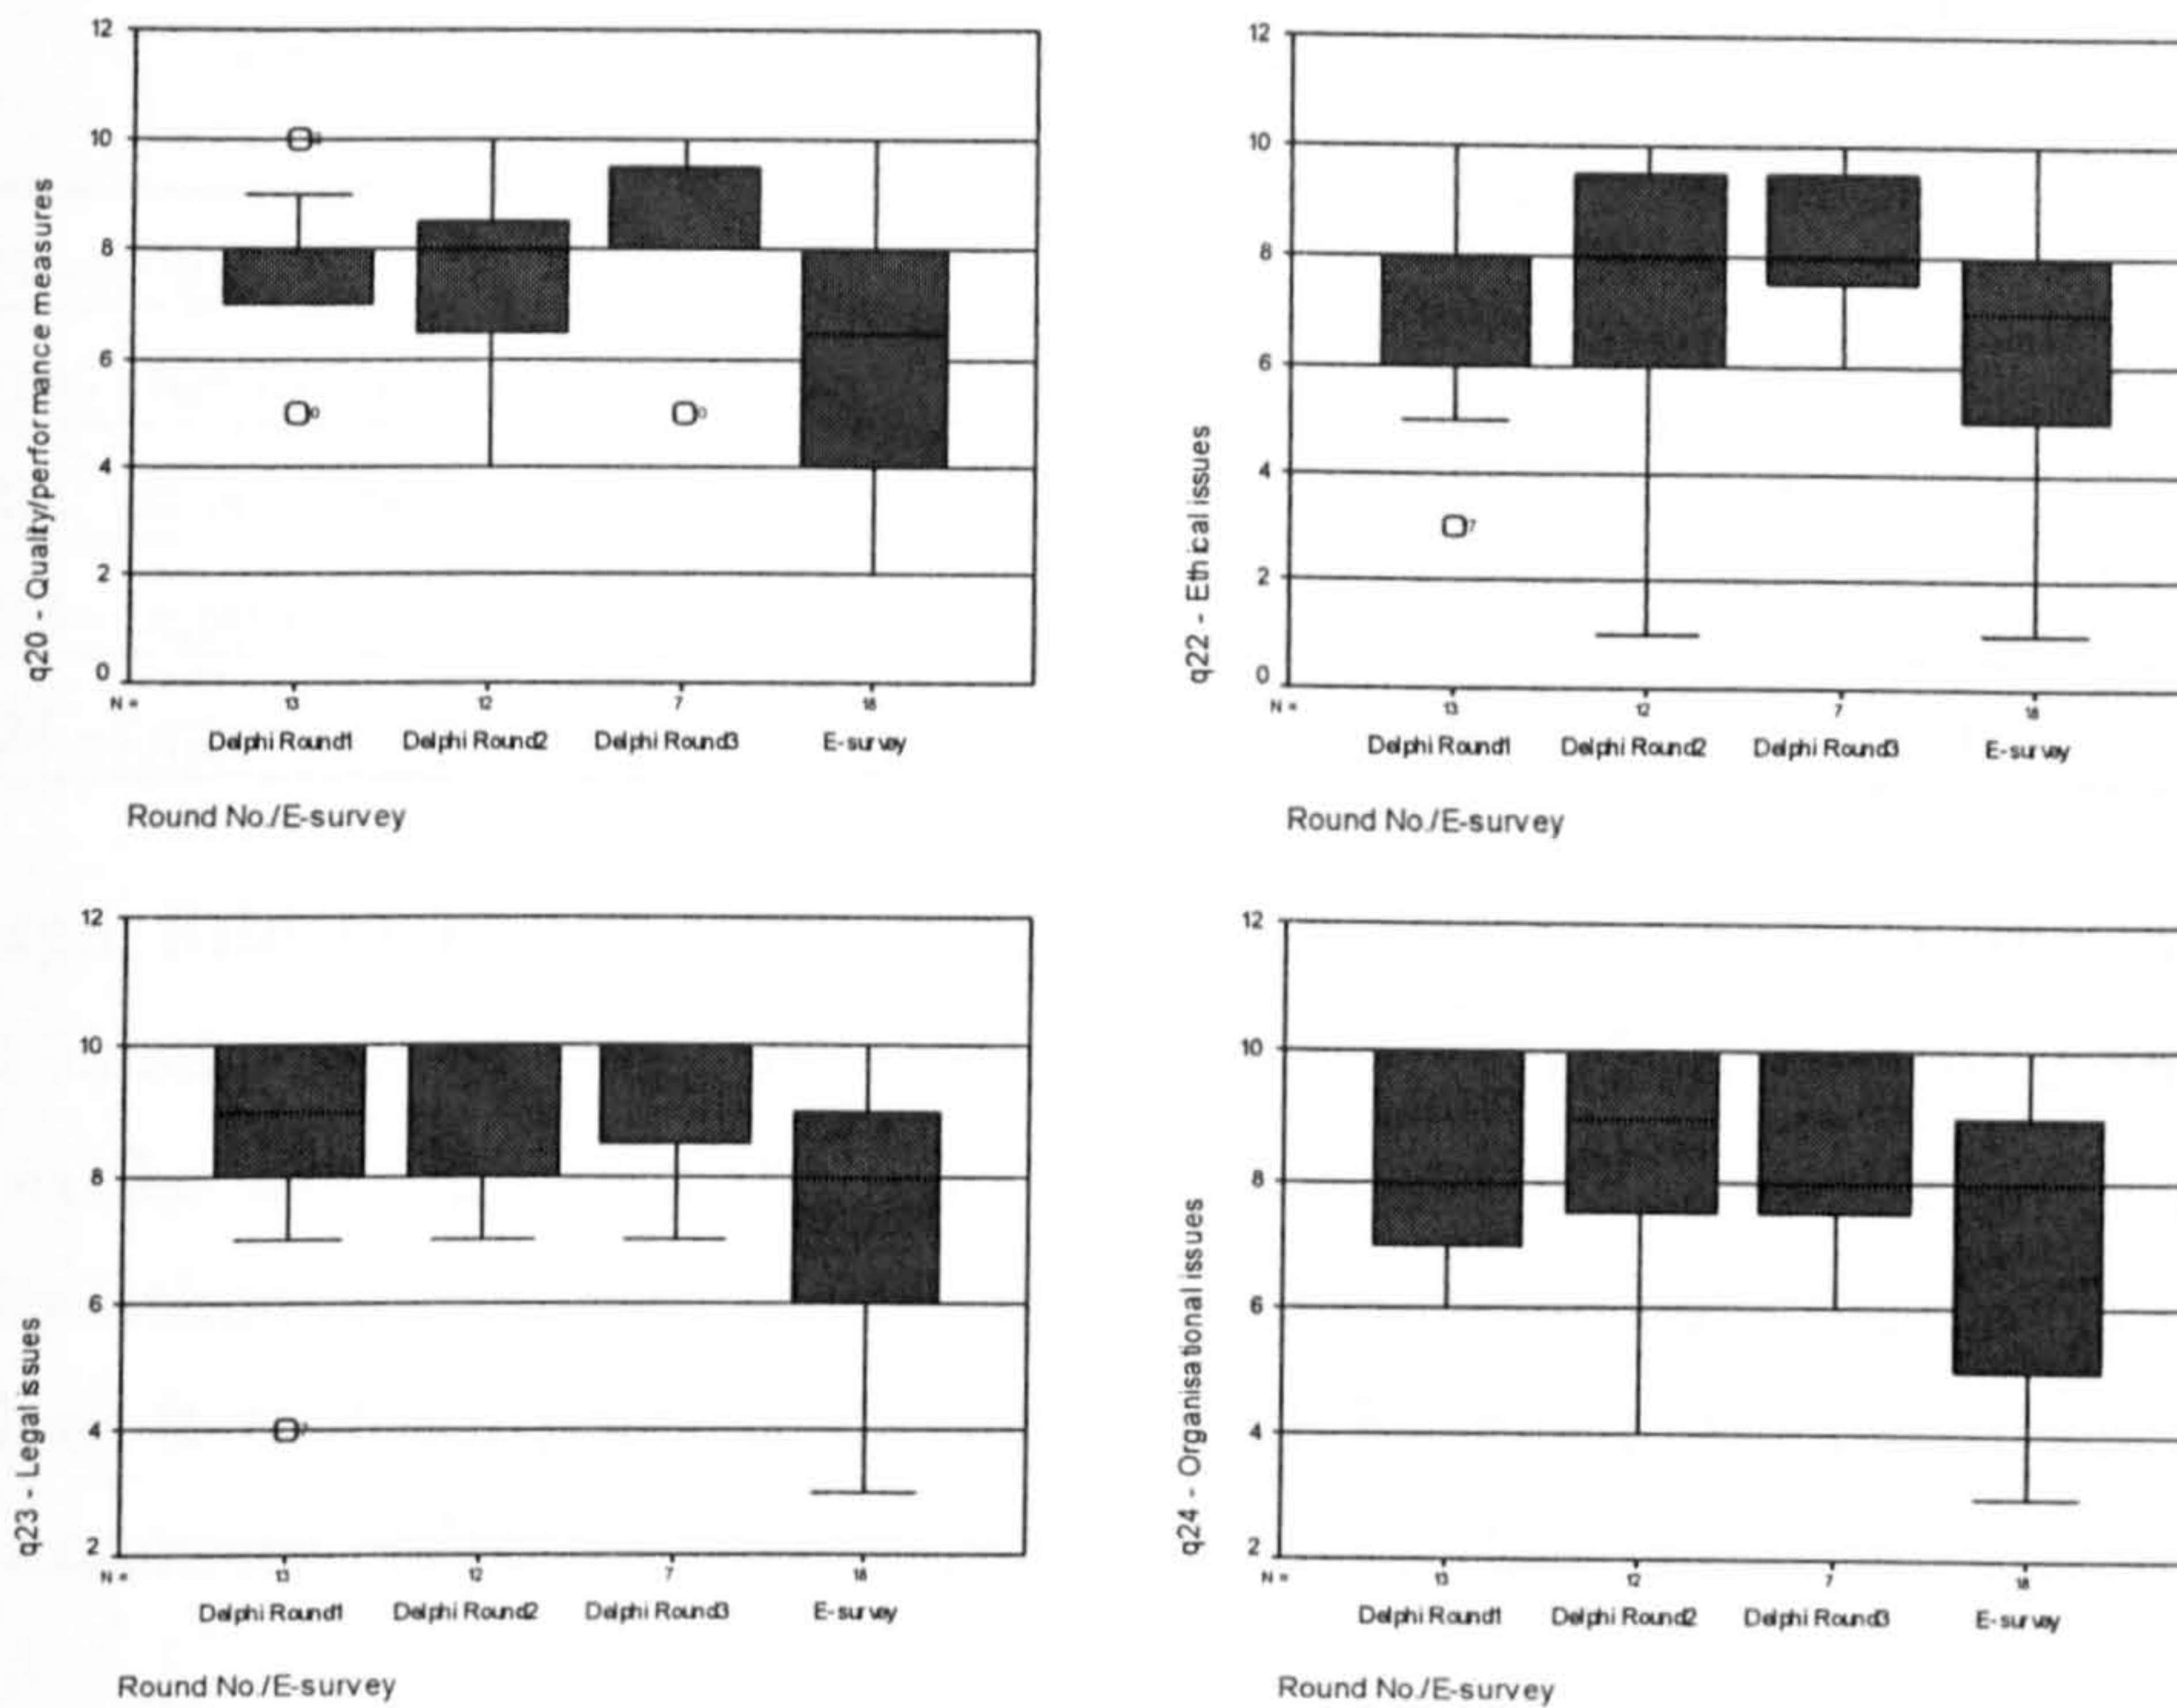 q20 - Quality/performance measures
12
10
8
6
4
2
0
N =
13
12
7
18
Delphi Round1
Delphi Round2
Delphi Round3
E-survey
Round No./E-survey
q22 - Ethical issues
12
10
8
6
4
2
0
7
N =
13
12
7
18
Delphi Round1
Delphi Round2
Delphi Round3
E-survey
Round No./E-survey
q23 - Legal issues
12
10
8
6
4
2
N =
13
12
7
18
Delphi Round1
Delphi Round2
Delphi Round3
E-survey
Round No./E-survey
q24 - Organisational issues
12
10
8
6
4
2
N =
13
12
7
18
Delphi Round1
Delphi Round2
Delphi Round3
E-survey
Round No./E-survey